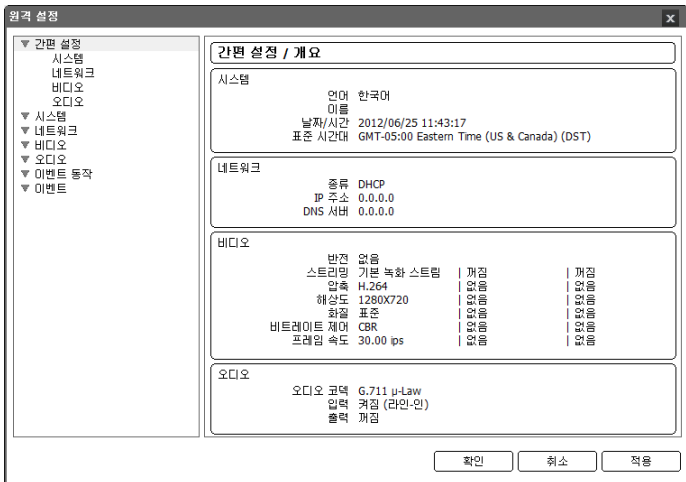 원격 설정
x
▼ 간편 설정
시스템
네트워크
비디오
오디오
▼ 시스템
▼ 네트워크
▼ 비디오
▼ 오디오
▼ 이벤트 동작
▼ 이벤트
간편 설정 / 개요
시스템
언어 한국어
이름
날짜/시간 2012/06/25 11:43:17
표준 시간대 GMT-05:00 Eastern Time (US & Canada) (DST)
네트워크
종류 DHCP
IP 주소 0.0.0.0
DNS 서버 0.0.0.0
비디오
반전 없음
스트리밍 기본 녹화 스트림 | 꺼짐 | 꺼짐
압축 H.264 | 없음 | 없음
해상도 1280X720 | 없음 | 없음
화질 표준 | 없음 | 없음
비트레이트 제어 CBR | 없음 | 없음
프레임 속도 30.00 ips | 없음 | 없음
오디오
오디오 코덱 G.711 μ-Law
입력 켜짐 (라인-인)
출력 꺼짐
확인 취소 적용